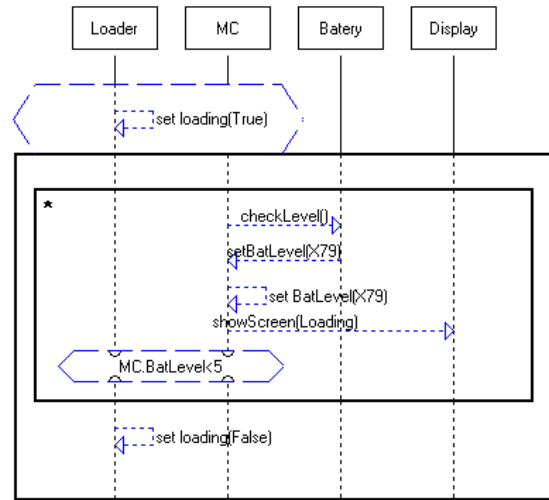 Loader MC Batery Display
set loading(True)
*
checkLevel()
setBatLevel(X79)
set BatLevel(X79)
showScreen(Loading)
MC.BatLevel<5
set loading(False)